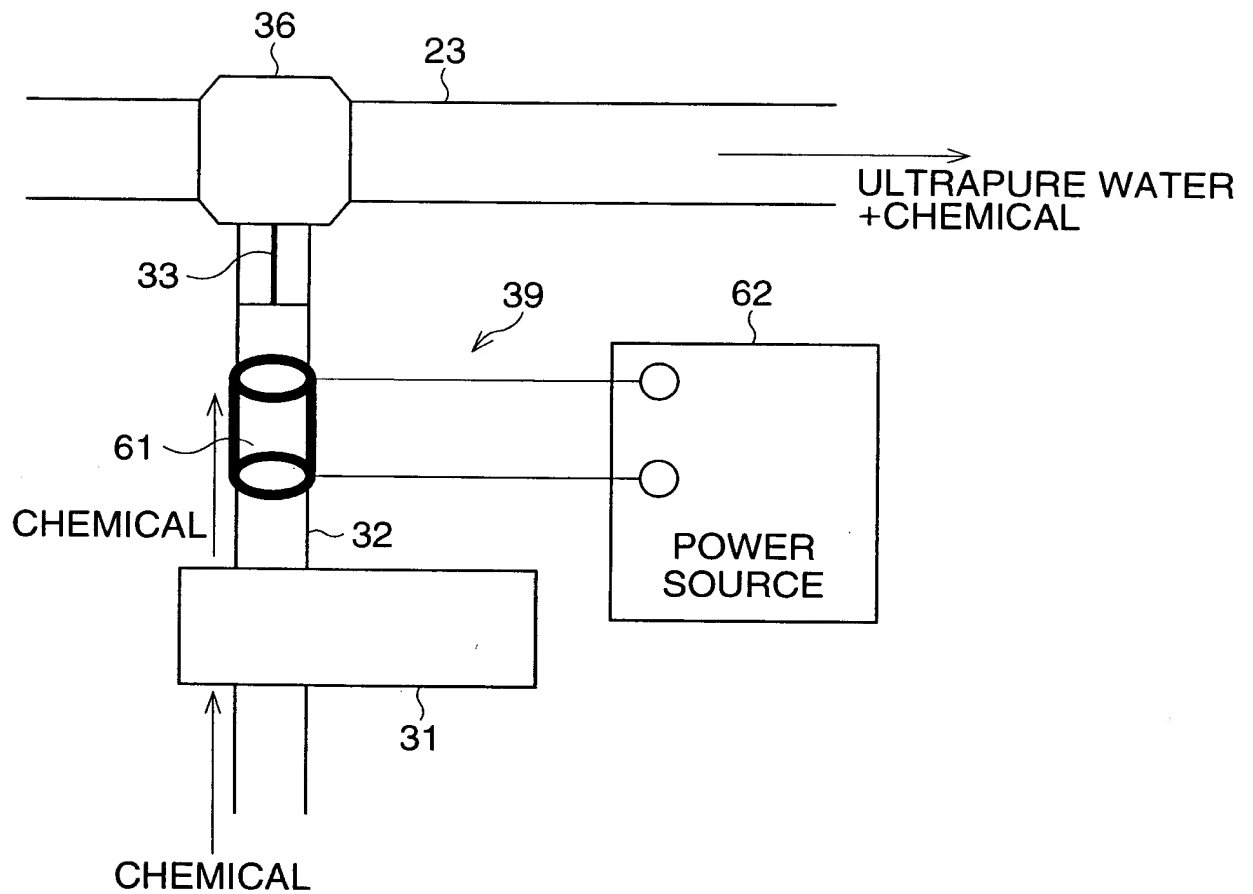 36
23
ULTRAPURE WATER
+CHEMICAL
33
39
62
61
CHEMICAL
32
POWER
SOURCE
31
CHEMICAL